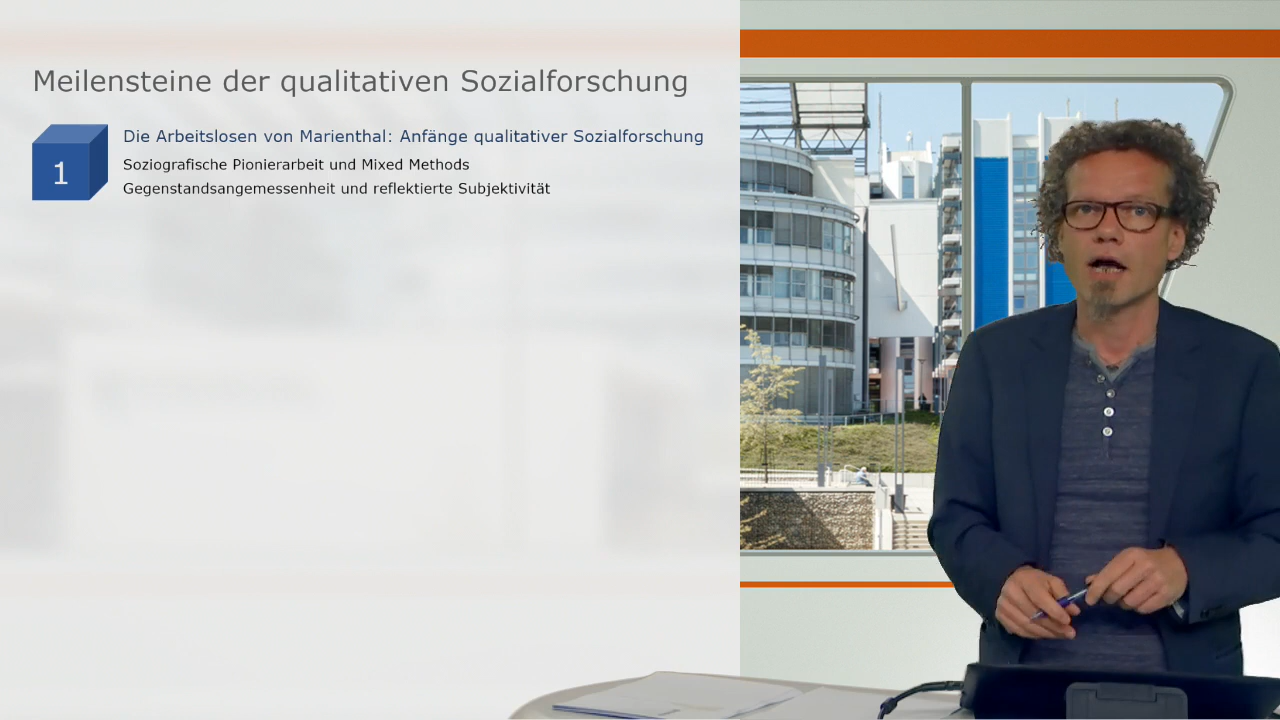 Meilensteine der qualitativen Sozialforschung
1
Die Arbeitslosen von Marienthal: Anfänge qualitativer Sozialforschung
Soziografische Pionierarbeit und Mixed Methods
Gegenstandsangemessenheit und reflektierte Subjektivität